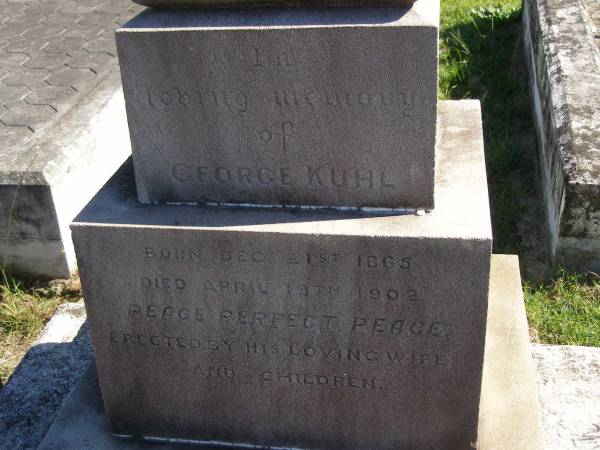 In
loving memory
of
GEORGE KUHL
BORN DEC 21ST 1865
DIED APRIL 19TH 1902
PEACE PERFECT PEACE.
ERECTED BY HIS LOVING WIFE
AND CHILDREN.